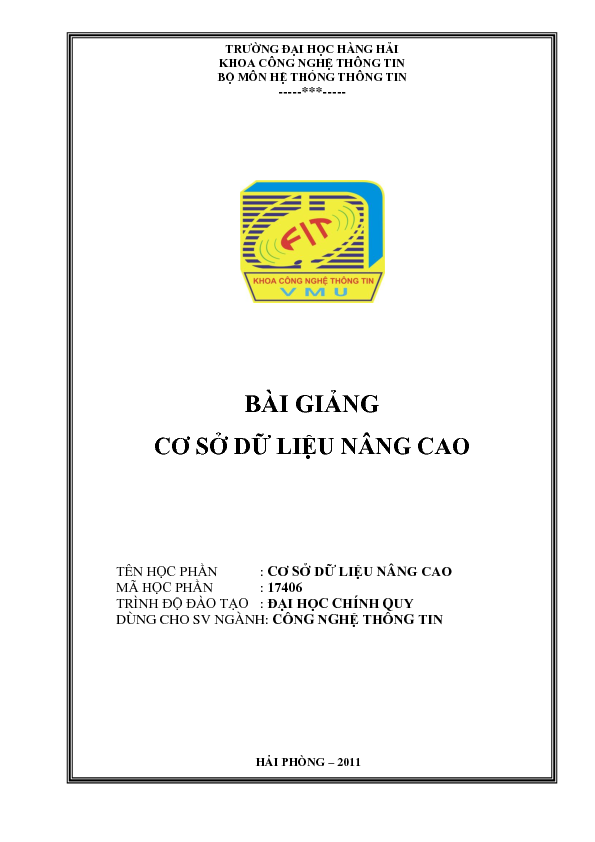 TRƯỜNG ĐẠI HỌC HÀNG HẢI
KHOA CÔNG NGHỆ THÔNG TIN
BỘ MÔN HỆ THỐNG THÔNG TIN
-----***-----
FIT
KHOA CÔNG NGHỆ THÔNG TIN
VMU
BÀI GIẢNG
CƠ SỞ DỮ LIỆU NÂNG CAO
TÊN HỌC PHẦN : CƠ SỞ DỮ LIỆU NÂNG CAO
MÃ HỌC PHẦN : 17406
TRÌNH ĐỘ ĐÀO TẠO : ĐẠI HỌC CHÍNH QUY
DÙNG CHO SV NGÀNH: CÔNG NGHỆ THÔNG TIN
HẢI PHÒNG – 2011